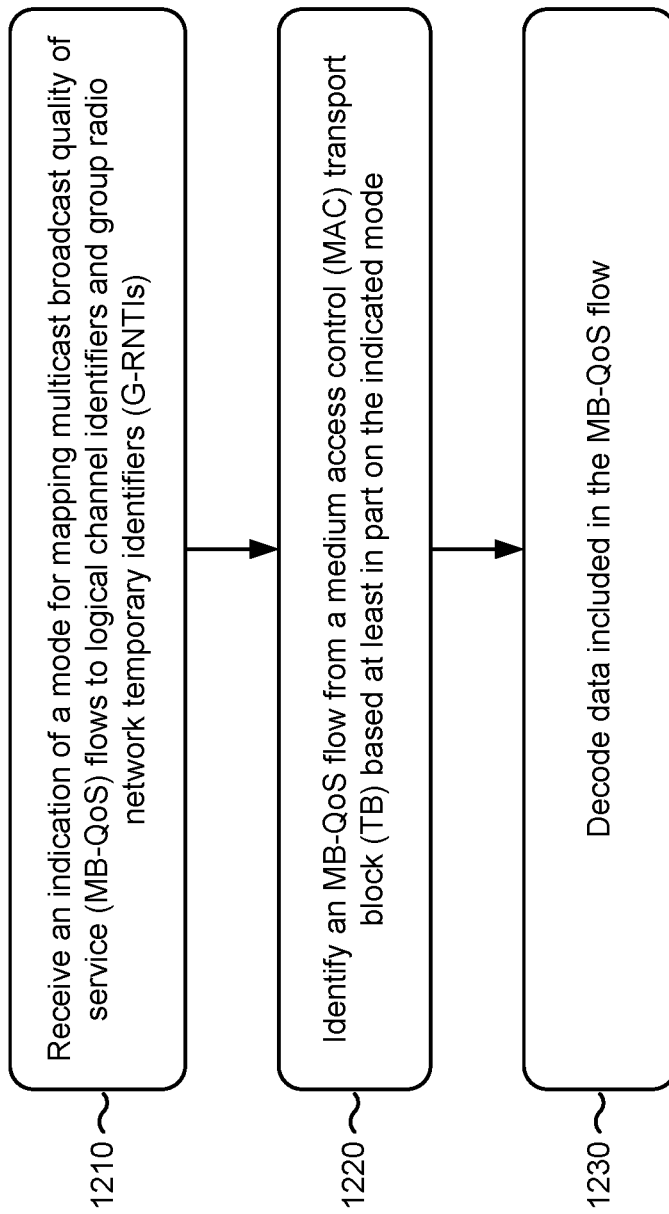 1210
Receive an indication of a mode for mapping multicast broadcast quality of
service (MB-QoS) flows to logical channel identifiers and group radio
network temporary identifiers (G-RNTIs)
1220
Identify an MB-QoS flow from a medium access control (MAC) transport
block (TB) based at least in part on the indicated mode
1230
Decode data included in the MB-QoS flow